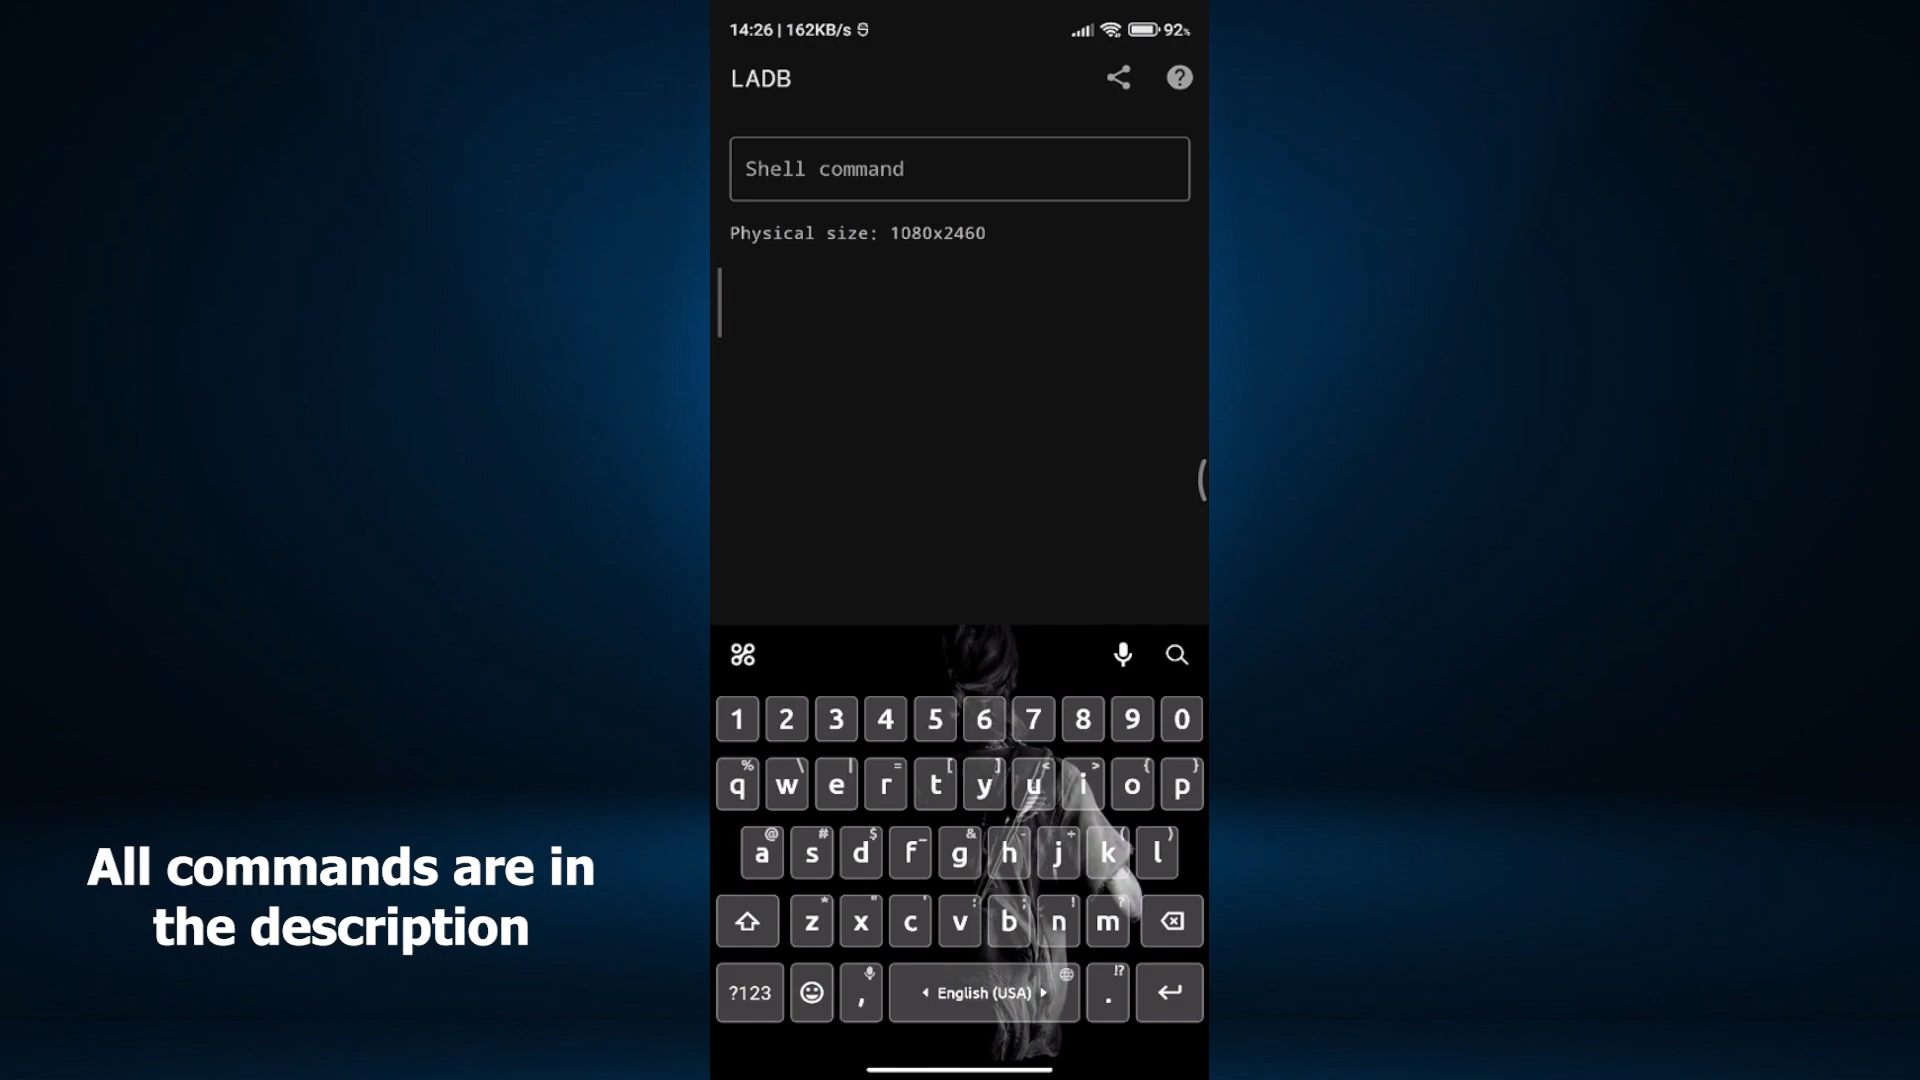 14:26 | 162KB/s 92%
LADB
Shell command
Physical size: 1080x2460
1 2 3 4 5 6 7 8 9 0
% \ | = [ ] < > { }
q w e r t y u i o p
@ # $ _ & - + ( )
a s d f g h j k l
* " ' : ; ! ?
z x c v b n m
!?
?123 , English (USA) .
All commands are in
the description